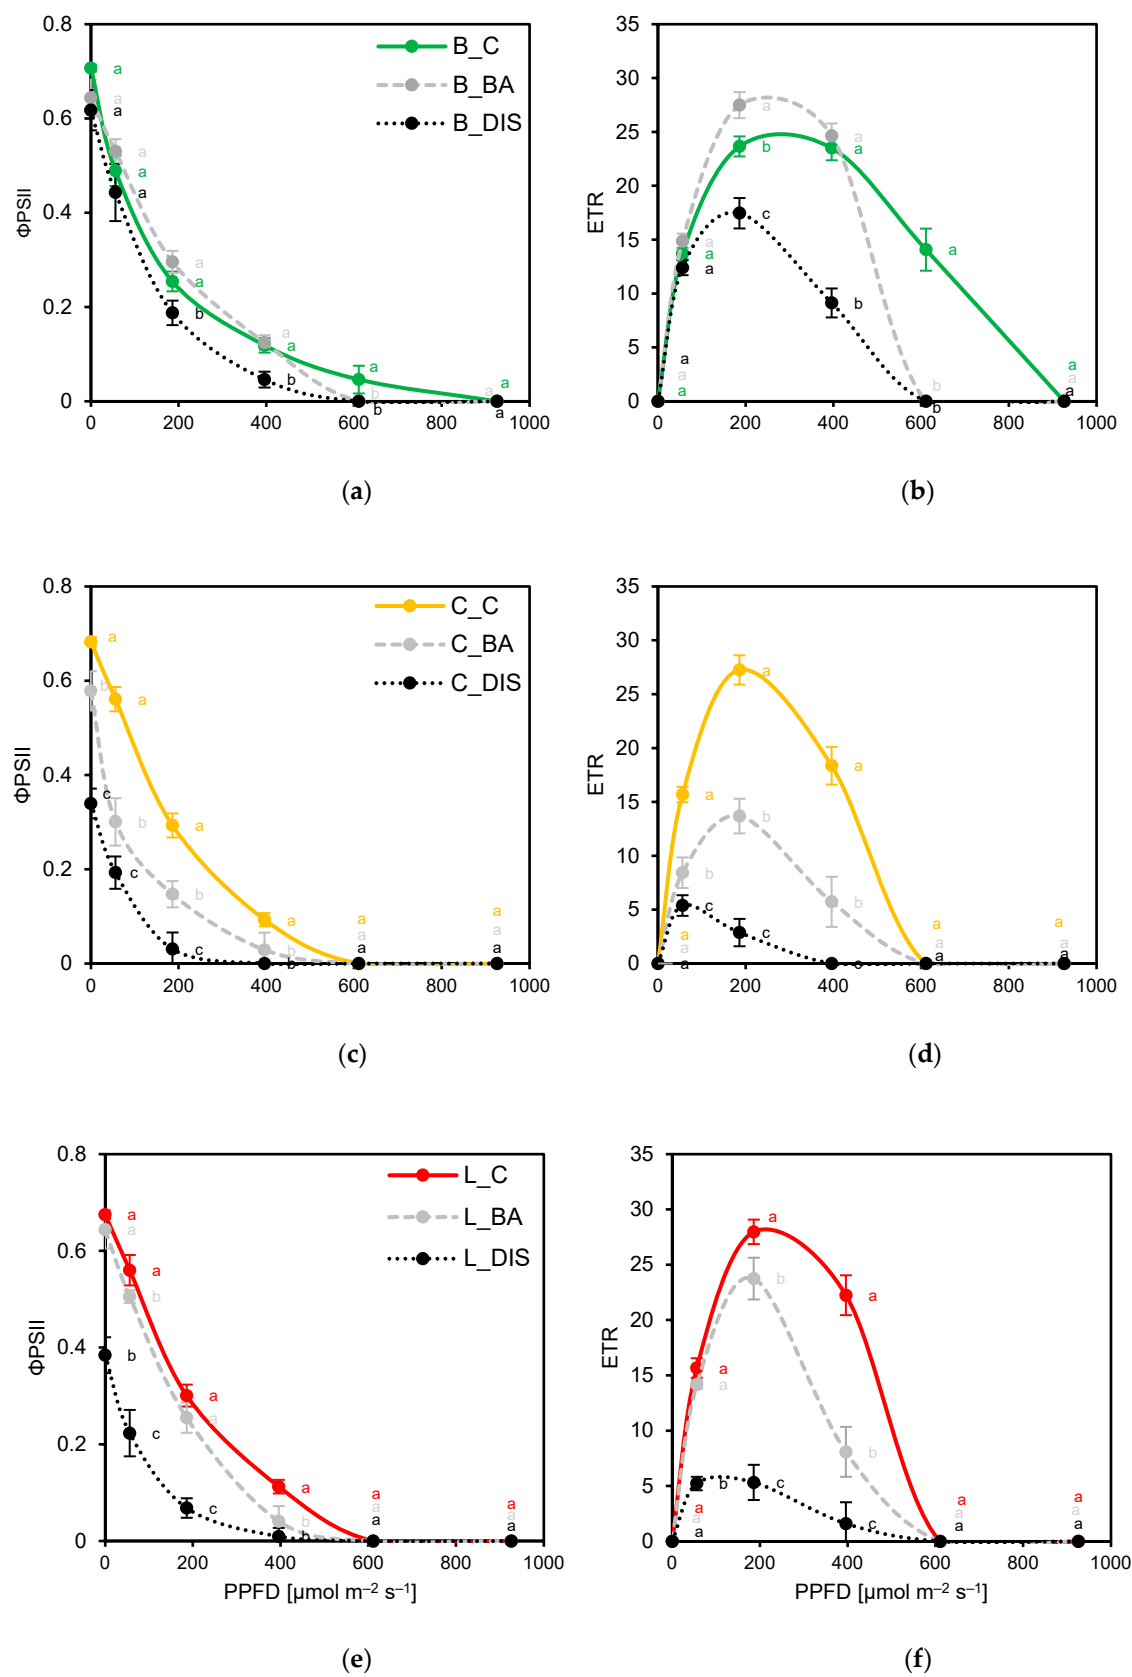 0.8
0.6
0.4
0.2
0
ΦPSII
0 200 400 600 800 1000
B_C
B_BA
B_DIS
a
a
a
a
a
a
a
a
b
a
a
b
a
b
b
a
a
a
(a)
35
30
25
20
15
10
5
0
ETR
0 200 400 600 800 1000
a
a
a
a
a
a
a
b
c
a
a
b
a
b
b
a
a
a
(b)
0.8
0.6
0.4
0.2
0
ΦPSII
0 200 400 600 800 1000
C_C
C_BA
C_DIS
a
b
c
a
b
c
a
b
c
a
b
b
a
a
a
a
a
a
(c)
35
30
25
20
15
10
5
0
ETR
0 200 400 600 800 1000
a
a
a
a
b
c
a
b
c
a
b
c
a
a
a
a
a
a
(d)
0.8
0.6
0.4
0.2
0
ΦPSII
0 200 400 600 800 1000
PPFD [µmol m⁻² s⁻¹]
L_C
L_BA
L_DIS
a
a
b
a
b
c
a
a
c
a
b
b
a
a
a
a
a
a
(e)
35
30
25
20
15
10
5
0
ETR
0 200 400 600 800 1000
PPFD [µmol m⁻² s⁻¹]
a
a
a
a
a
b
a
b
c
a
b
c
a
a
a
a
a
a
(f)